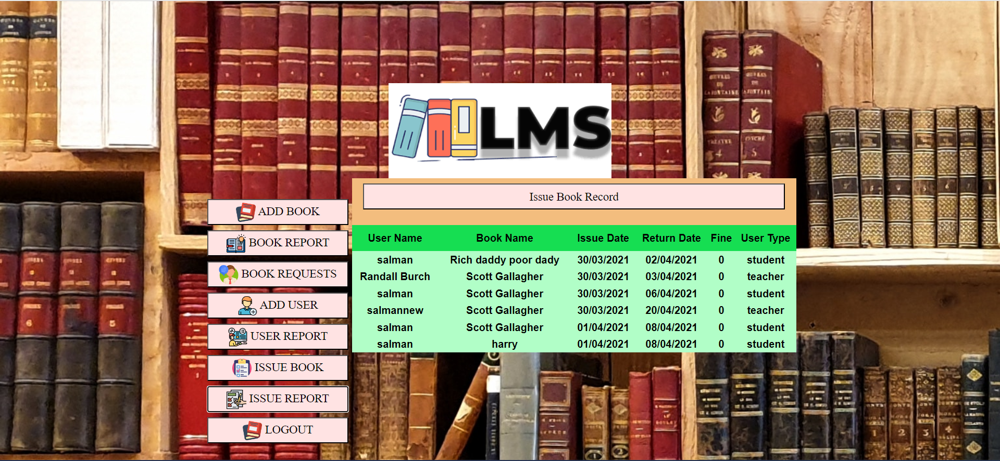 LMS
Issue Book Record
ADD BOOK
BOOK REPORT
BOOK REQUESTS
ADD USER
USER REPORT
ISSUE BOOK
ISSUE REPORT
LOGOUT
User Name Book Name Issue Date Return Date Fine User Type
salman Rich daddy poor dady 30/03/2021 02/04/2021 0 student
Randall Burch Scott Gallagher 30/03/2021 03/04/2021 0 teacher
salman Scott Gallagher 30/03/2021 06/04/2021 0 student
salmannew Scott Gallagher 30/03/2021 20/04/2021 0 teacher
salman Scott Gallagher 01/04/2021 08/04/2021 0 student
salman harry 01/04/2021 08/04/2021 0 student